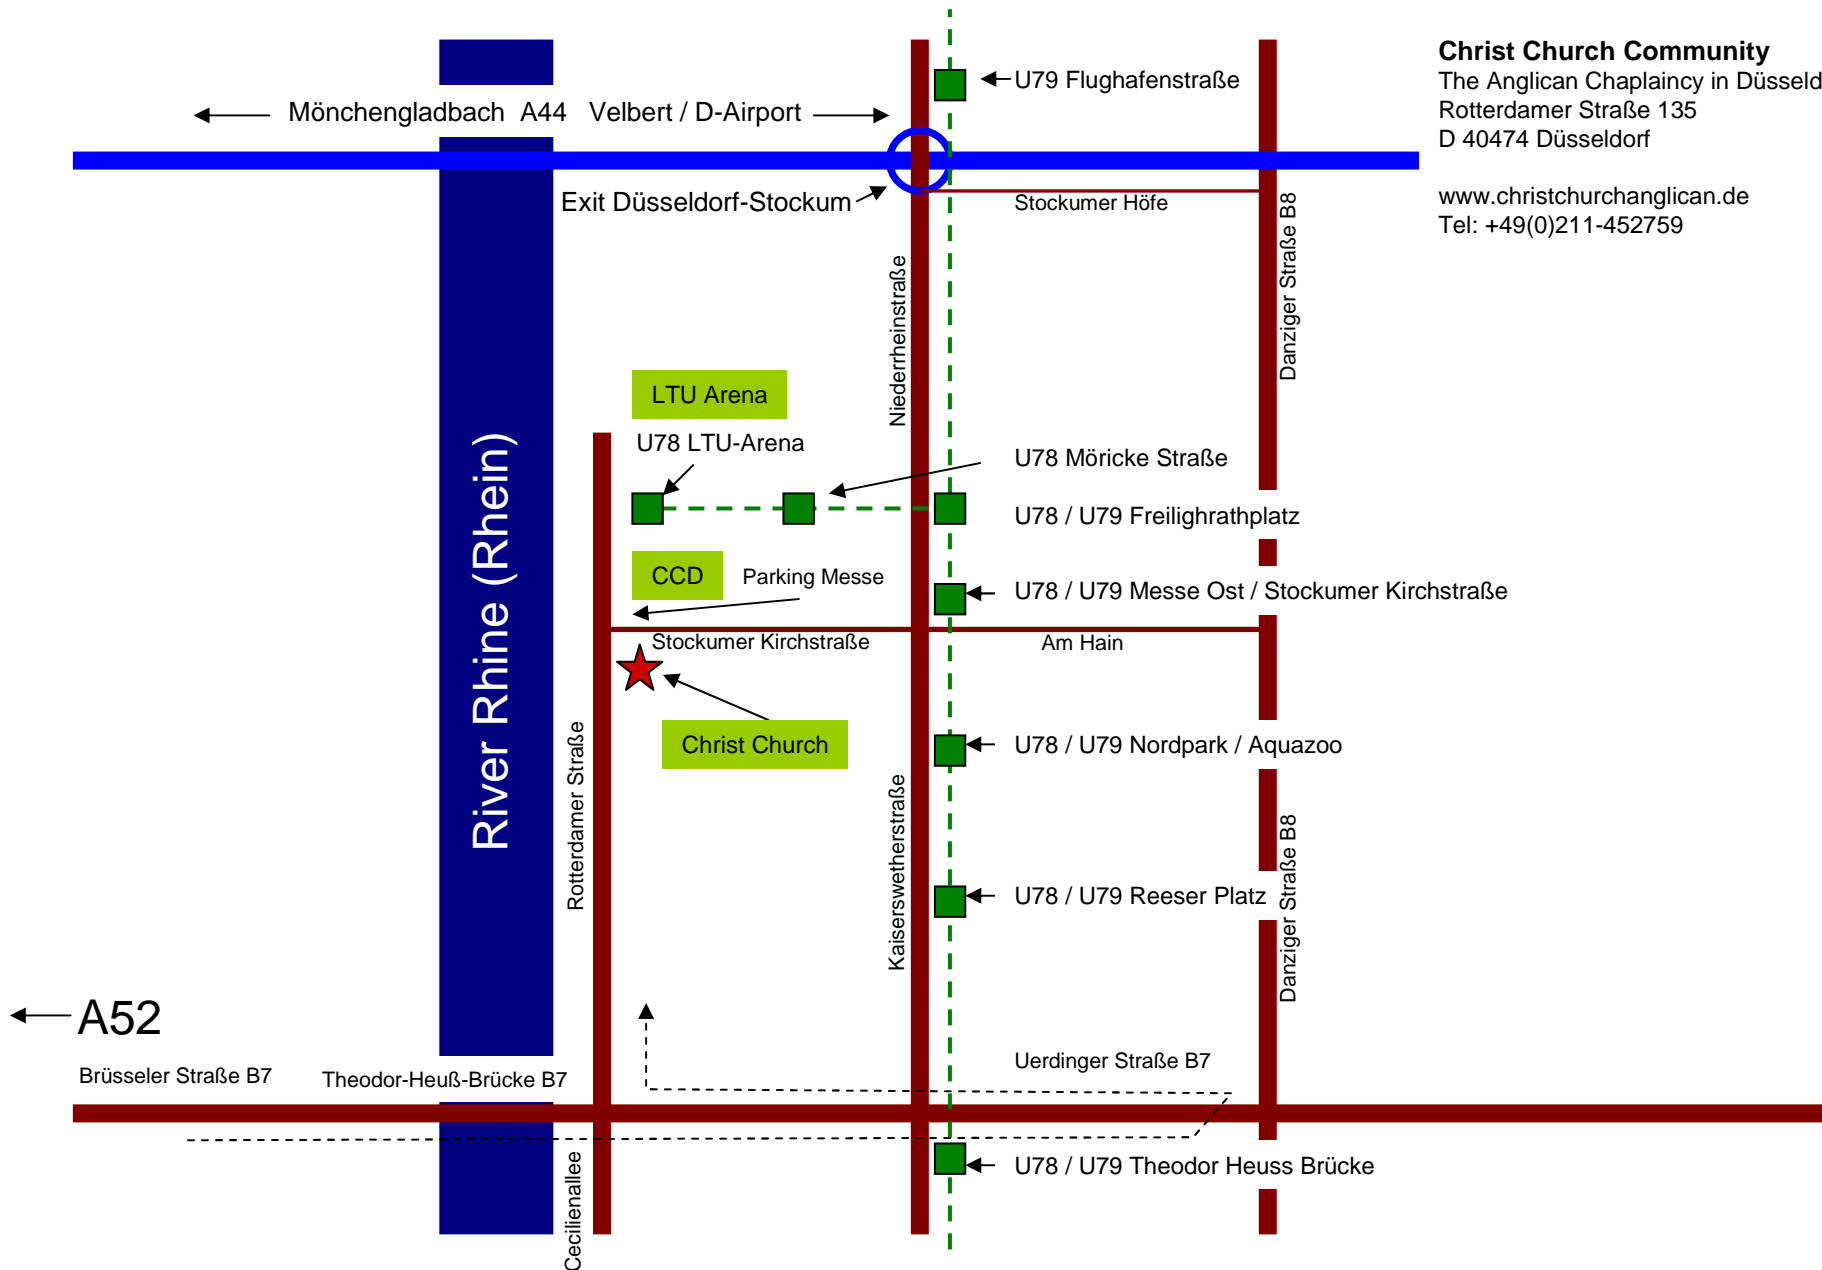 Christ Church Community
The Anglican Chaplaincy in Düsseld
Rotterdamer Straße 135
D 40474 Düsseldorf
www.christchurchanglican.de
Tel: +49(0)211-452759
U79 Flughafenstraße
Mönchengladbach A44 Velbert / D-Airport
Exit Düsseldorf-Stockum
Stockumer Höfe
Danziger Straße B8
Niederrheinstraße
LTU Arena
U78 LTU-Arena
U78 Möricke Straße
U78 / U79 Freilighrathplatz
River Rhine (Rhein)
CCD
Parking Messe
U78 / U79 Messe Ost / Stockumer Kirchstraße
Stockumer Kirchstraße
Am Hain
Christ Church
U78 / U79 Nordpark / Aquazoo
Rotterdamer Straße
Kaiserswetherstraße
Danziger Straße B8
U78 / U79 Reeser Platz
A52
Brüsseler Straße B7
Theodor-Heuß-Brücke B7
Uerdinger Straße B7
Cecilienallee
U78 / U79 Theodor Heuss Brücke